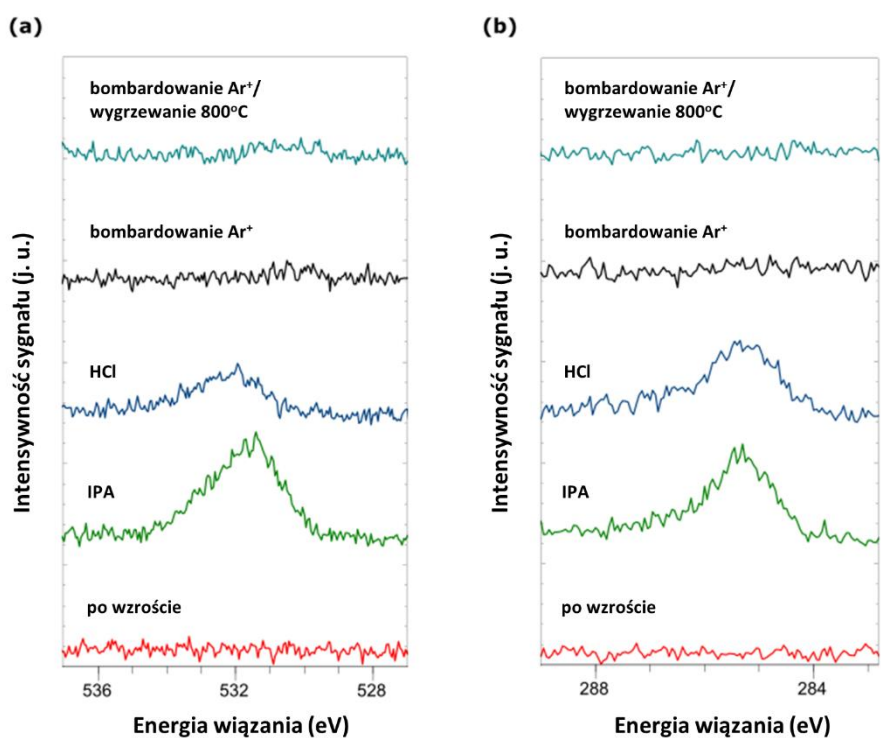 (a)
bombardowanie Ar⁺/
wygrzewanie 800°C
bombardowanie Ar⁺
HCl
IPA
po wzroście
Intensywność sygnału (j. u.)
536
532
528
Energia wiązania (eV)
(b)
bombardowanie Ar⁺/
wygrzewanie 800°C
bombardowanie Ar⁺
HCl
IPA
po wzroście
Intensywność sygnału (j. u.)
288
284
Energia wiązania (eV)